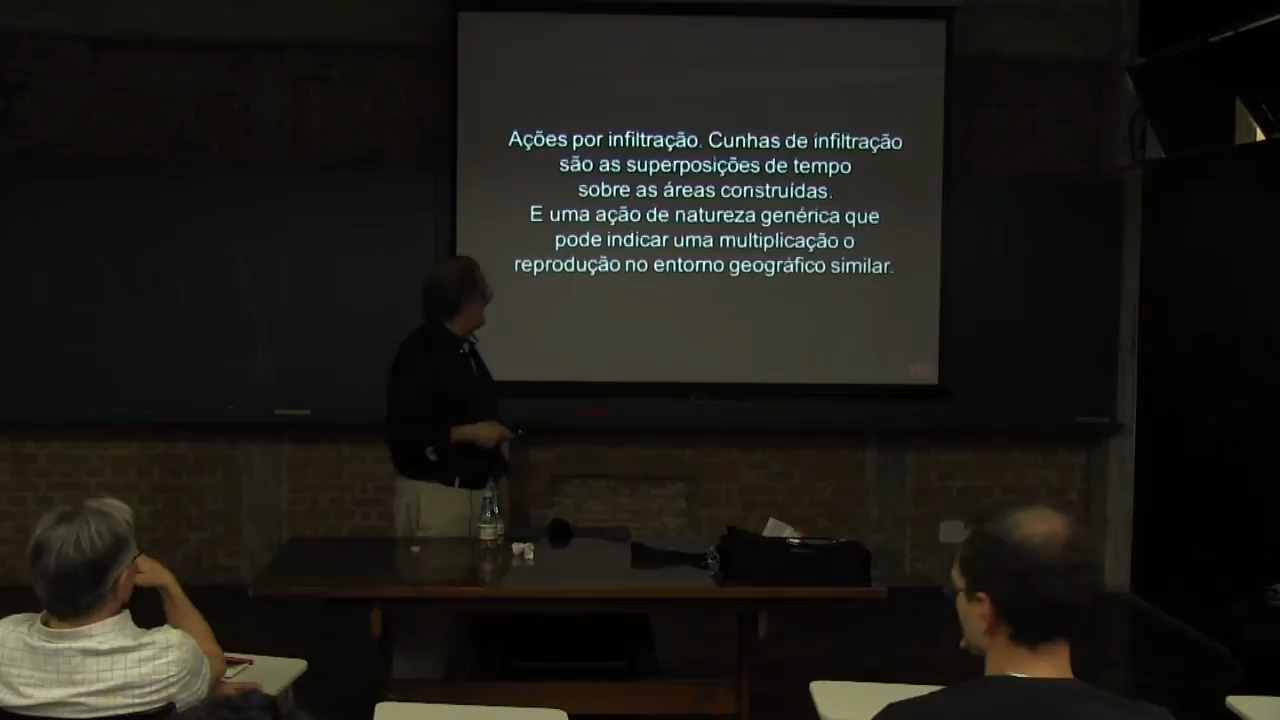 Ações por infiltração. Cunhas de infiltração
são as superposições de tempo
sobre as áreas construídas.
E uma ação de natureza genérica que
pode indicar uma multiplicação o
reprodução no entorno geográfico similar.